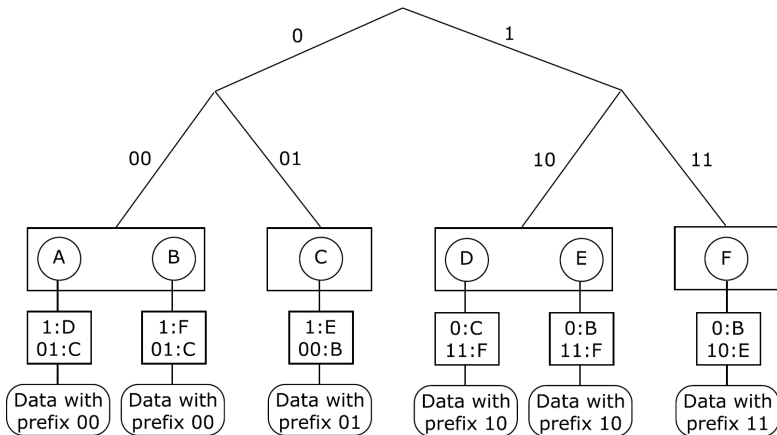 0
1
00
01
10
11
A
B
C
D
E
F
1:D
01:C
1:F
01:C
1:E
00:B
0:C
11:F
0:B
11:F
0:B
10:E
Data with
prefix 00
Data with
prefix 00
Data with
prefix 01
Data with
prefix 10
Data with
prefix 10
Data with
prefix 11